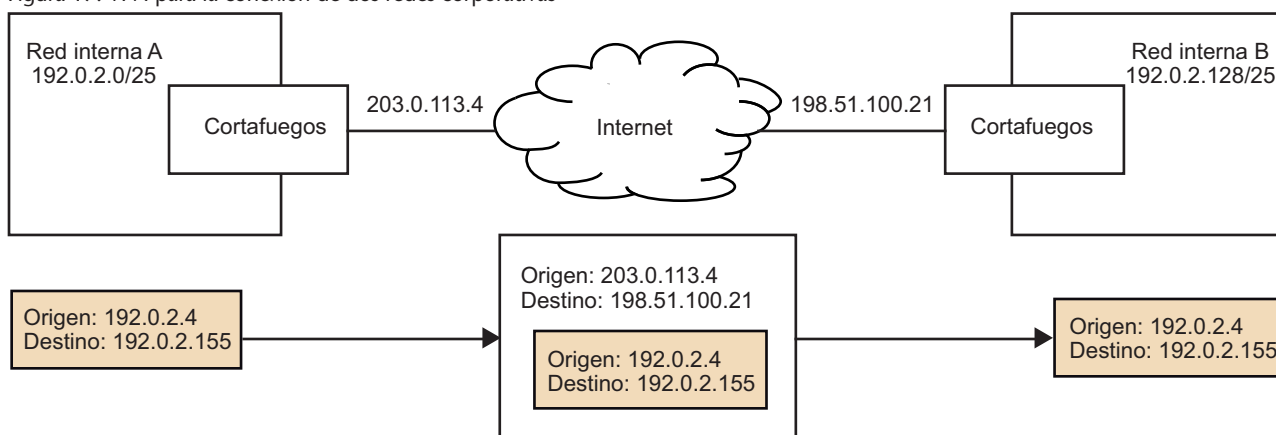 Red interna A
192.0.2.0/25
Cortafuegos
203.0.113.4
Internet
198.51.100.21
Red interna B
192.0.2.128/25
Cortafuegos
Origen: 192.0.2.4
Destino: 192.0.2.155
Origen: 203.0.113.4
Destino: 198.51.100.21
Origen: 192.0.2.4
Destino: 192.0.2.155
Origen: 192.0.2.4
Destino: 192.0.2.155